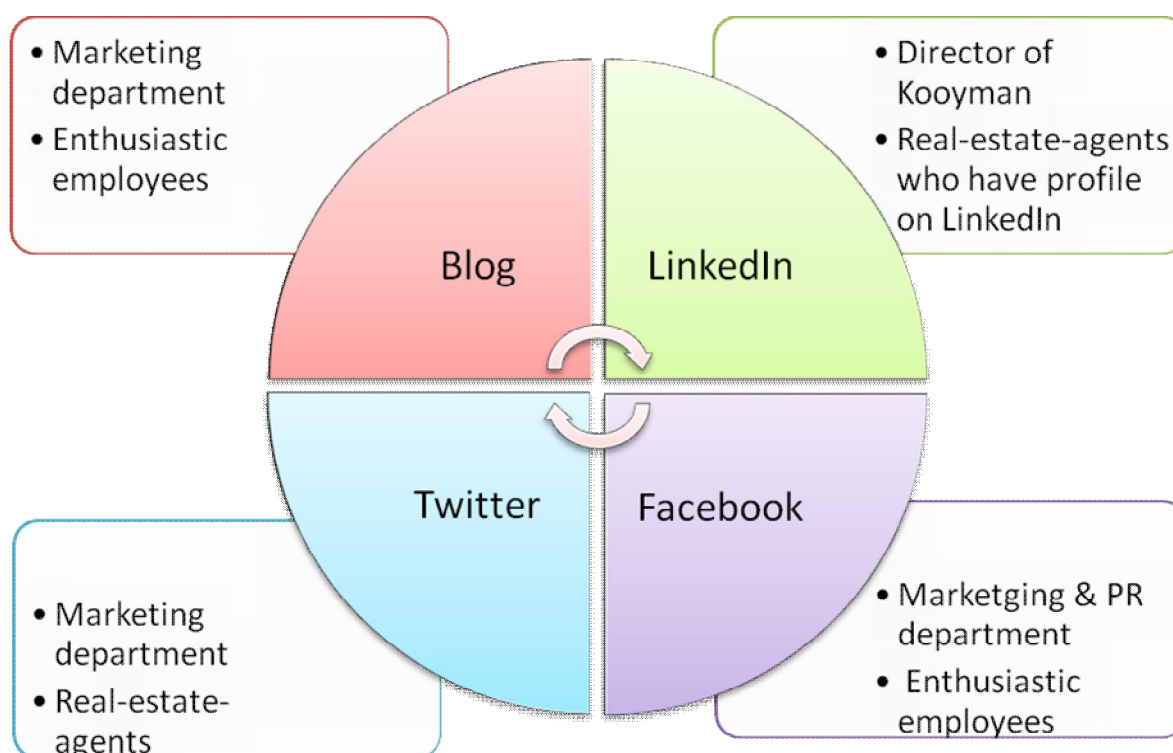 • Marketing
department
• Enthusiastic
employees
• Director of
Kooyman
• Real-estate-agents
who have profile
on LinkedIn
Blog
LinkedIn
Twitter
Facebook
• Marketing
department
• Real-estate-
agents
• Marketging & PR
department
• Enthusiastic
employees